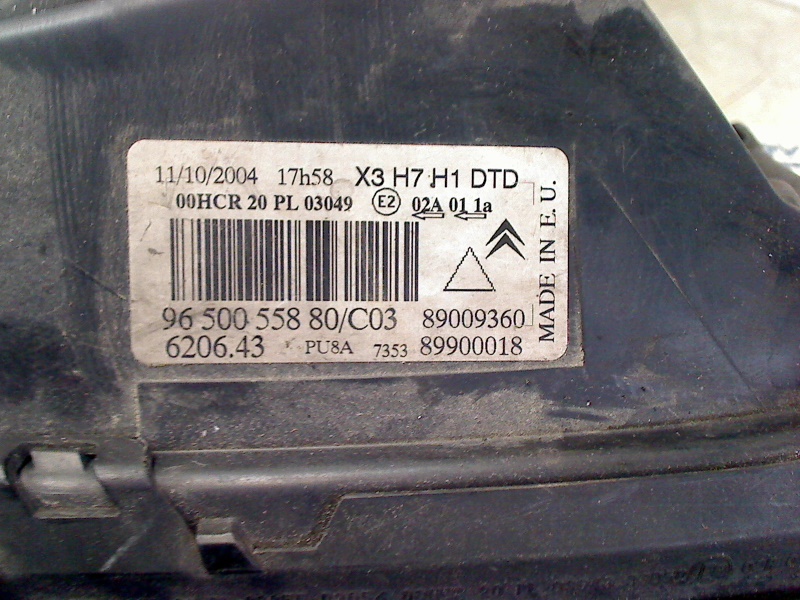 11/10/2004 17h58 X3 H7 H1 DTD
00HCR 20 PL 03049 E2 02A 01 1a
96 500 558 80/C03 89009360
6206.43 PU8A 7353 89900018
MADE IN E. U.